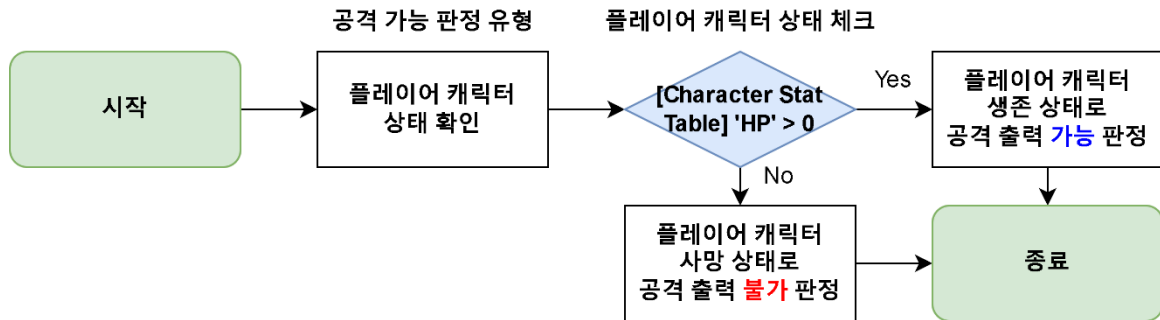 공격 가능 판정 유형
플레이어 캐릭터 상태 체크
시작
플레이어 캐릭터
상태 확인
[Character Stat
Table] 'HP' > 0
Yes
플레이어 캐릭터
생존 상태로
공격 출력 가능 판정
No
플레이어 캐릭터
사망 상태로
공격 출력 불가 판정
종료